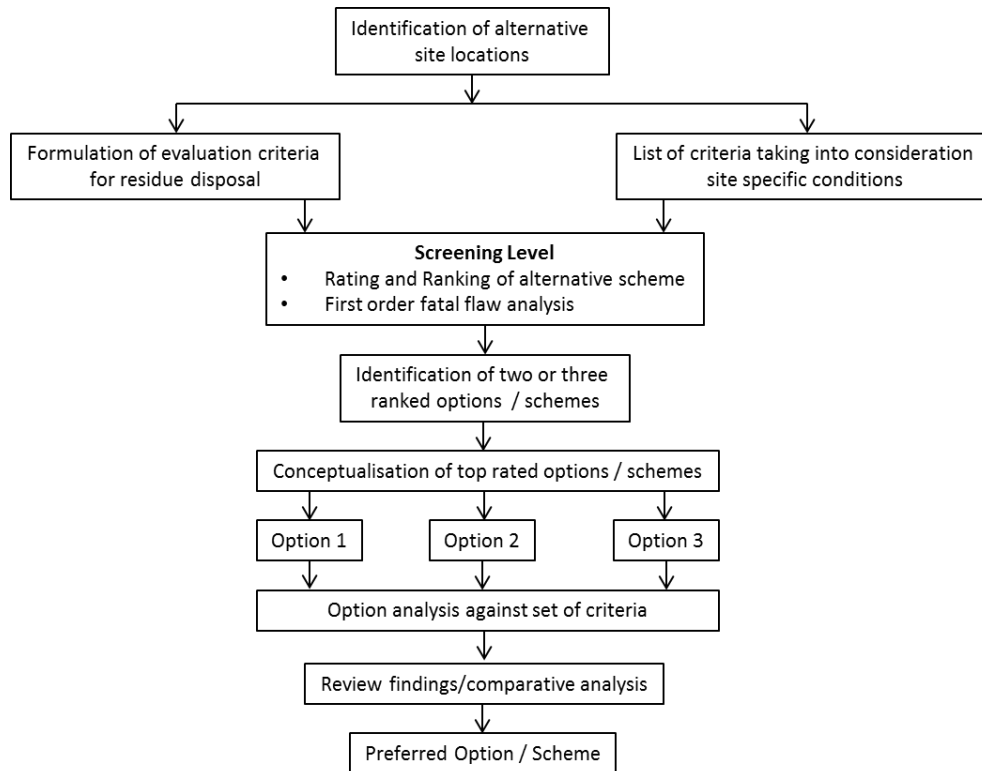 Identification of alternative
site locations
Formulation of evaluation criteria
for residue disposal
List of criteria taking into consideration
site specific conditions
Screening Level
• Rating and Ranking of alternative scheme
• First order fatal flaw analysis
Identification of two or three
ranked options / schemes
Conceptualisation of top rated options / schemes
Option 1
Option 2
Option 3
Option analysis against set of criteria
Review findings/comparative analysis
Preferred Option / Scheme